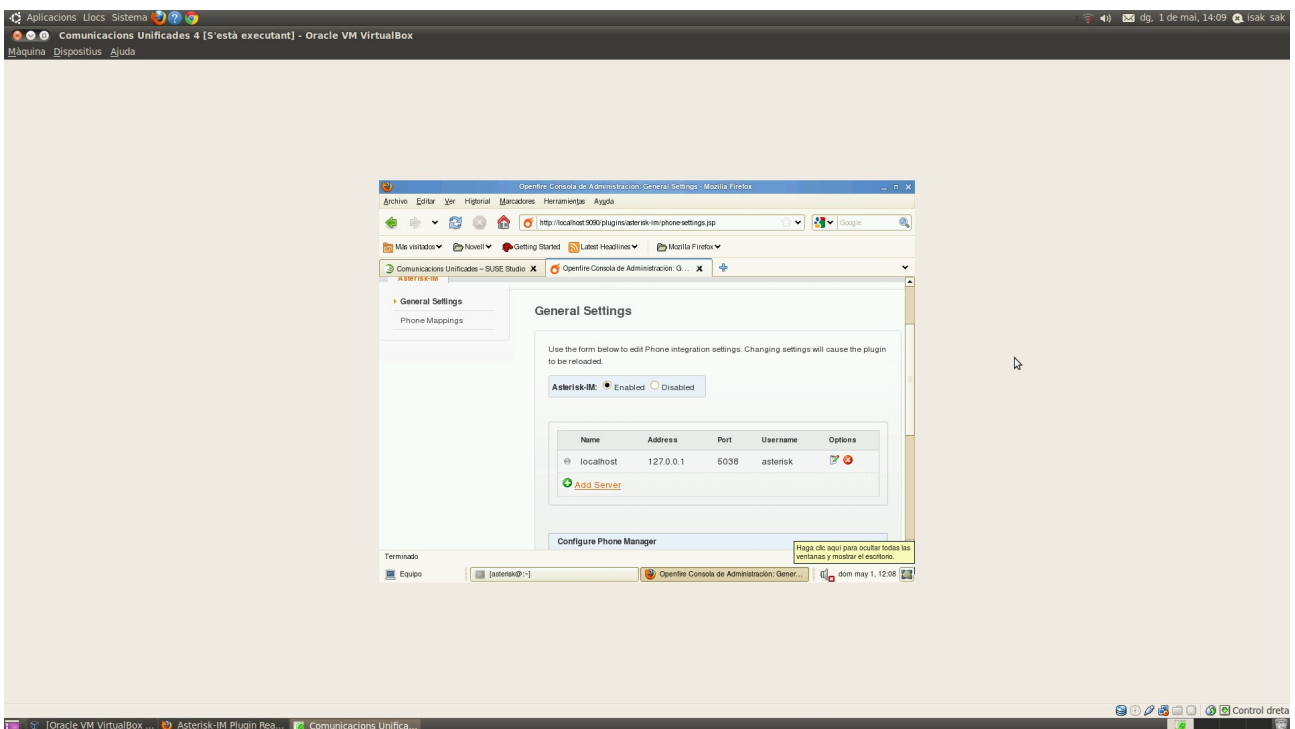 Aplicacions Llocs Sistema dg, 1 de mai, 14:09 isak sak
Comunicacions Unificades 4 [S'està executant] - Oracle VM VirtualBox
Màquina Dispositius Ajuda
Openfire Consola de Administracion: General Settings - Mozilla Firefox
Archivo Editar Ver Historial Marcadores Herramientas Ayuda
http://localhost:9090/plugins/asterisk-im/phone-settings.jsp Google
Más visitados Novell Getting Started Latest Headlines Mozilla Firefox
Comunicacions Unificades – SUSE Studio Openfire Consola de Administración: G...
Asterisk-IM
General Settings
Phone Mappings
General Settings
Use the form below to edit Phone integration settings. Changing settings will cause the plugin
to be reloaded.
Asterisk-IM: Enabled Disabled
Name Address Port Username Options
localhost 127.0.0.1 5038 asterisk
Add Server
Configure Phone Manager
Haga clic aquí para ocultar todas las
ventanas y mostrar el escritorio.
Terminado
Equipo [asterisk@:~] Openfire Consola de Administración: Gener... dom may 1, 12:08
Control dreta
[Oracle VM VirtualBox ... Asterisk-IM Plugin Rea... Comunicacions Unifica...